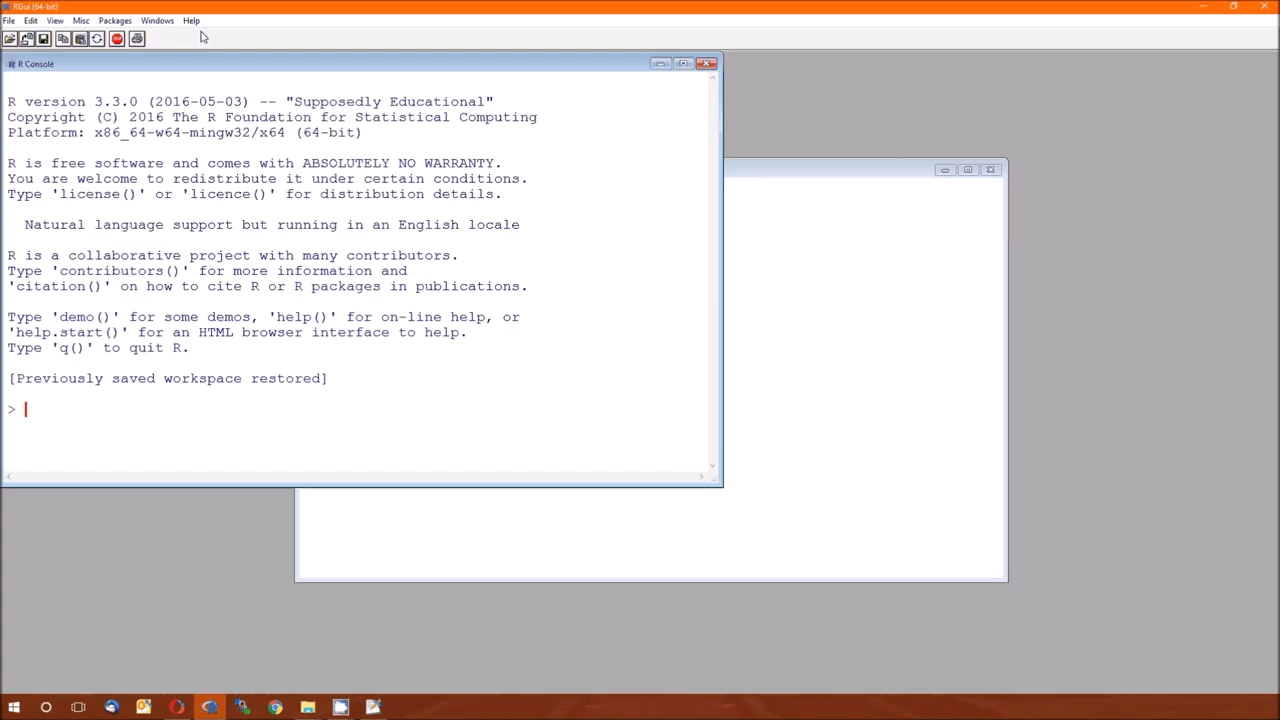 RGui (64-bit)
File Edit View Misc Packages Windows Help
STOP
R Console
R version 3.3.0 (2016-05-03) -- "Supposedly Educational"
Copyright (C) 2016 The R Foundation for Statistical Computing
Platform: x86_64-w64-mingw32/x64 (64-bit)
R is free software and comes with ABSOLUTELY NO WARRANTY.
You are welcome to redistribute it under certain conditions.
Type 'license()' or 'licence()' for distribution details.
Natural language support but running in an English locale
R is a collaborative project with many contributors.
Type 'contributors()' for more information and
'citation()' on how to cite R or R packages in publications.
Type 'demo()' for some demos, 'help()' for on-line help, or
'help.start()' for an HTML browser interface to help.
Type 'q()' to quit R.
[Previously saved workspace restored]
>